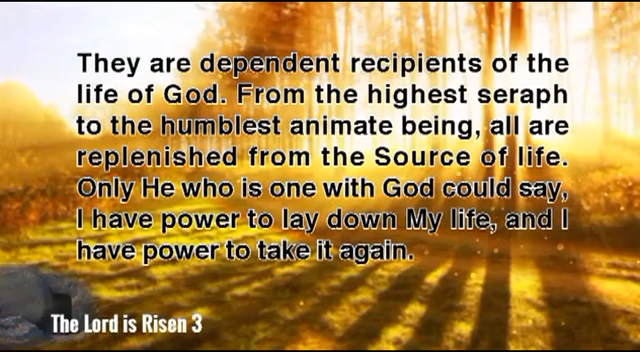 They are dependent recipients of the
life of God. From the highest seraph
to the humblest animate being, all are
replenished from the Source of life.
Only He who is one with God could say,
I have power to lay down My life, and I
have power to take it again.
The Lord is Risen 3